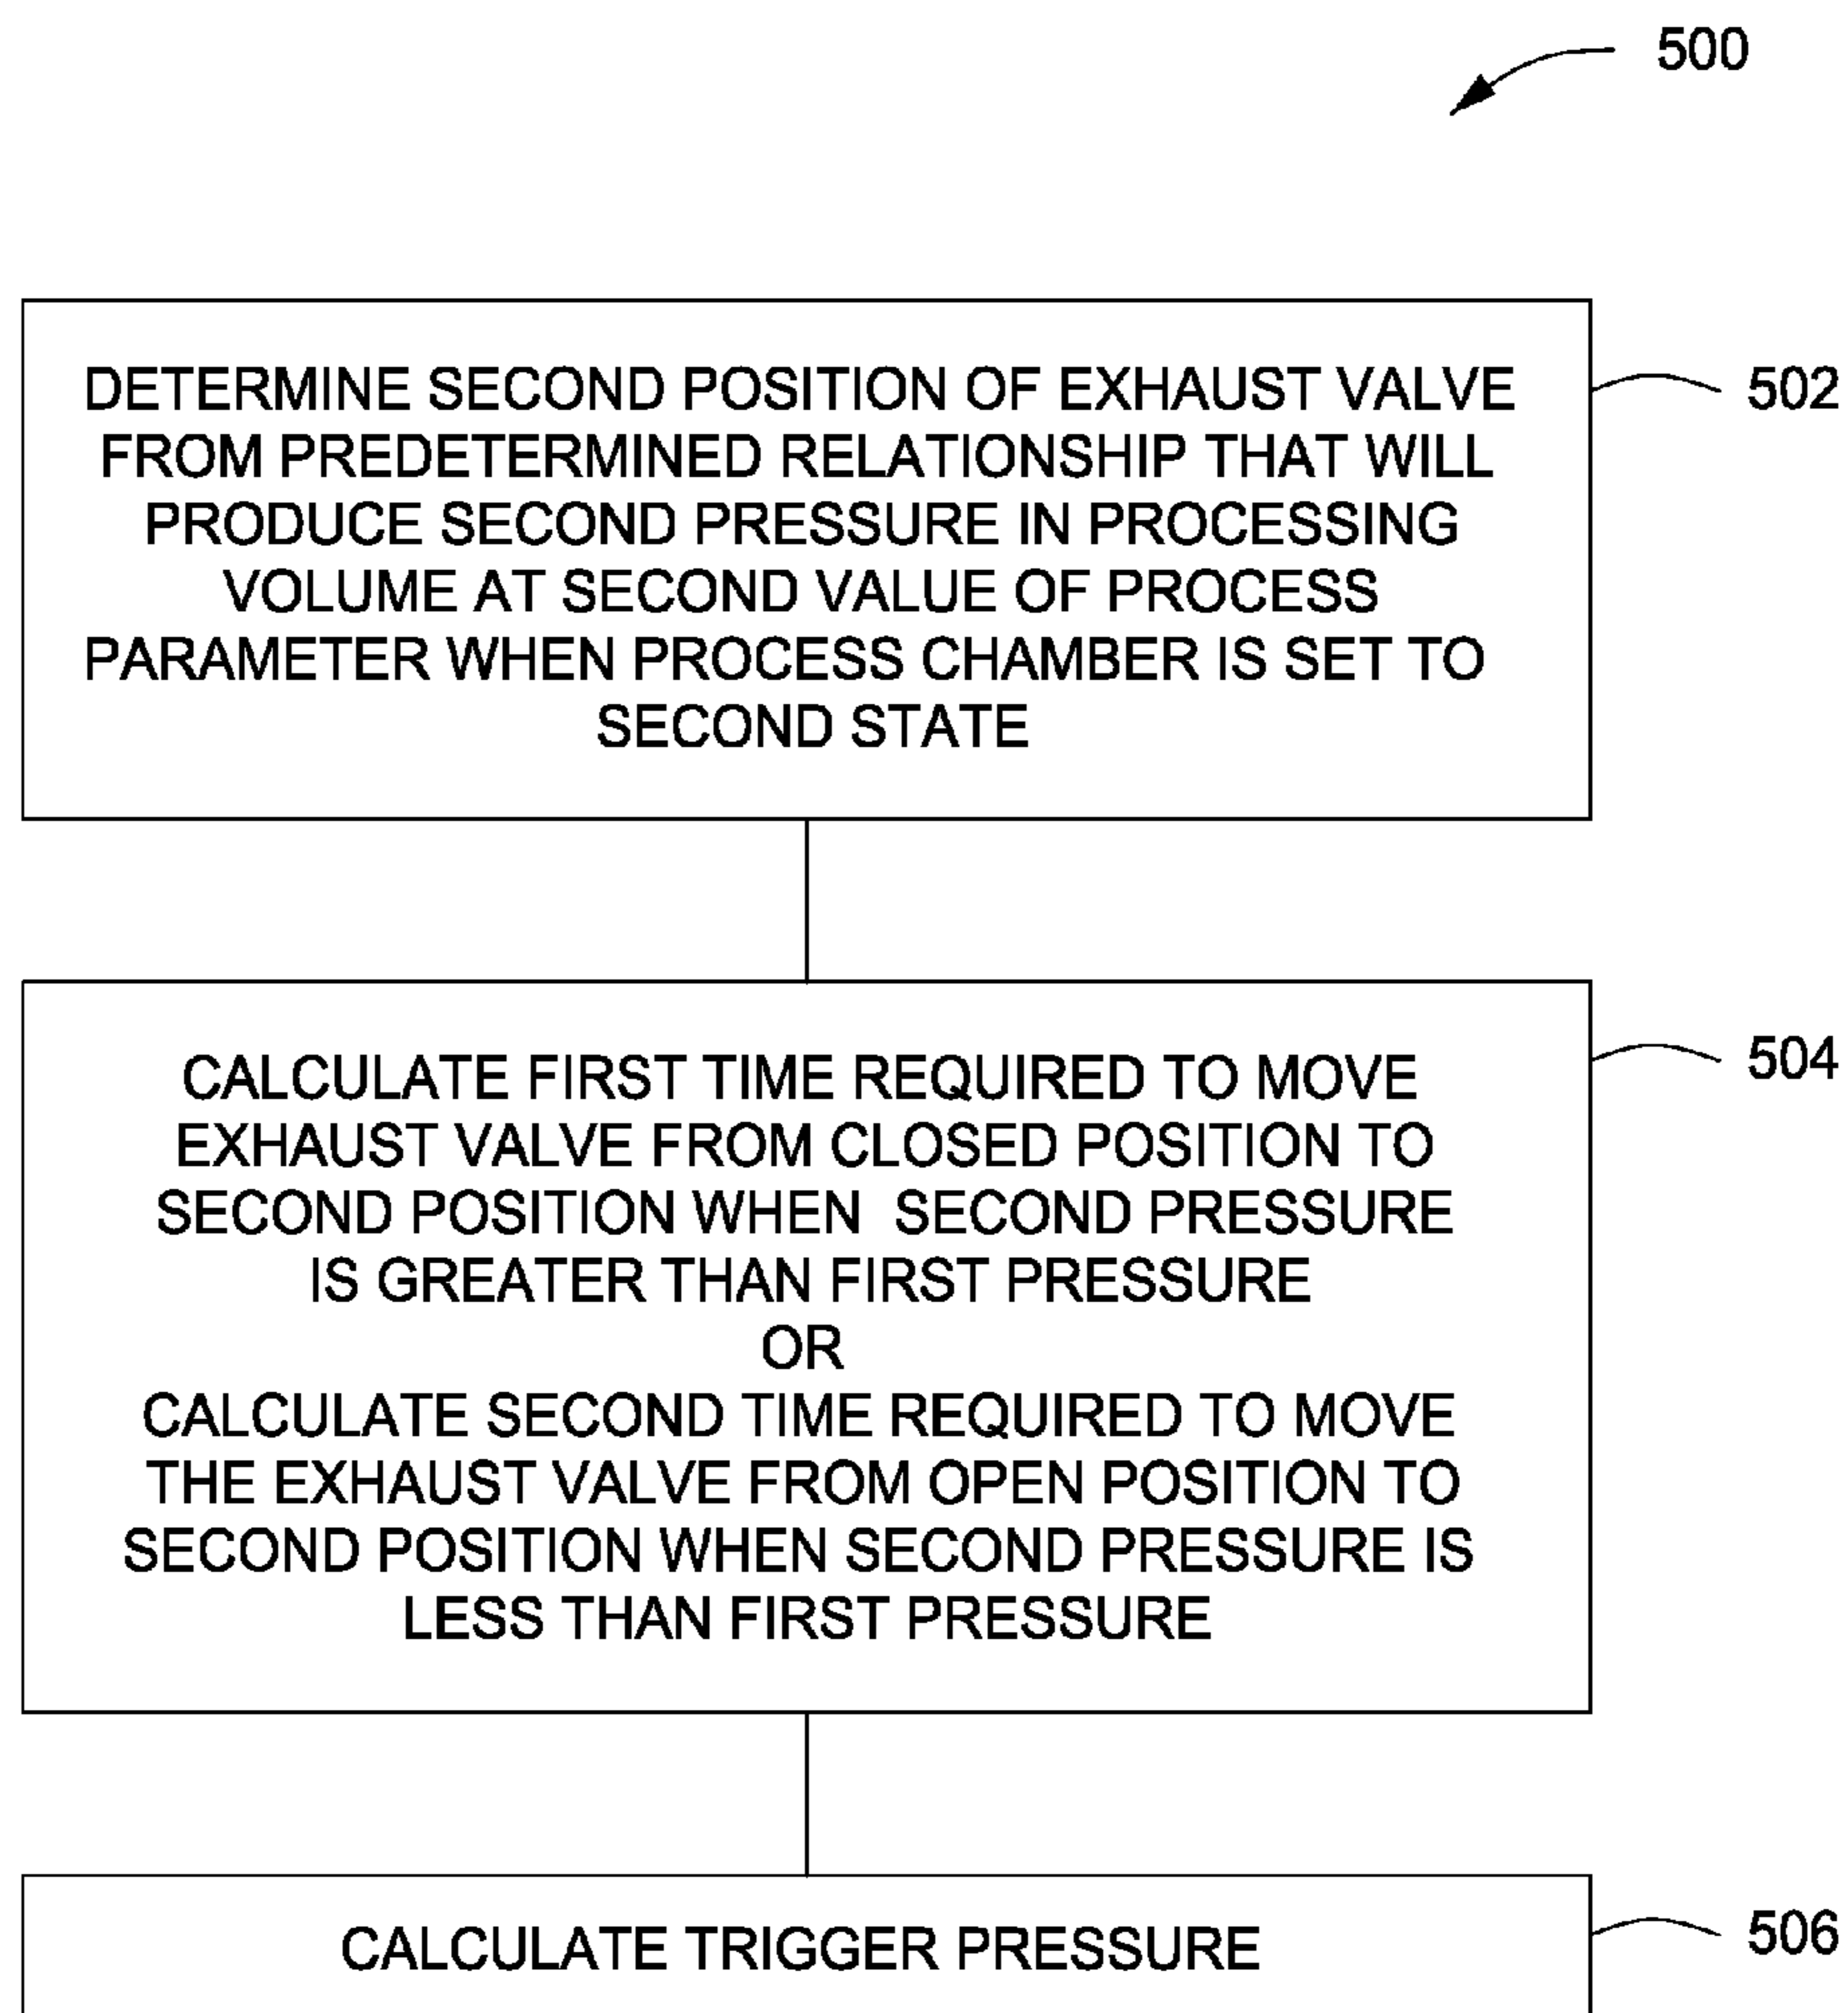 500
DETERMINE SECOND POSITION OF EXHAUST VALVE
FROM PREDETERMINED RELATIONSHIP THAT WILL
PRODUCE SECOND PRESSURE IN PROCESSING
VOLUME AT SECOND VALUE OF PROCESS
PARAMETER WHEN PROCESS CHAMBER IS SET TO
SECOND STATE
502
CALCULATE FIRST TIME REQUIRED TO MOVE
EXHAUST VALVE FROM CLOSED POSITION TO
SECOND POSITION WHEN SECOND PRESSURE
IS GREATER THAN FIRST PRESSURE
OR
CALCULATE SECOND TIME REQUIRED TO MOVE
THE EXHAUST VALVE FROM OPEN POSITION TO
SECOND POSITION WHEN SECOND PRESSURE IS
LESS THAN FIRST PRESSURE
504
CALCULATE TRIGGER PRESSURE
506